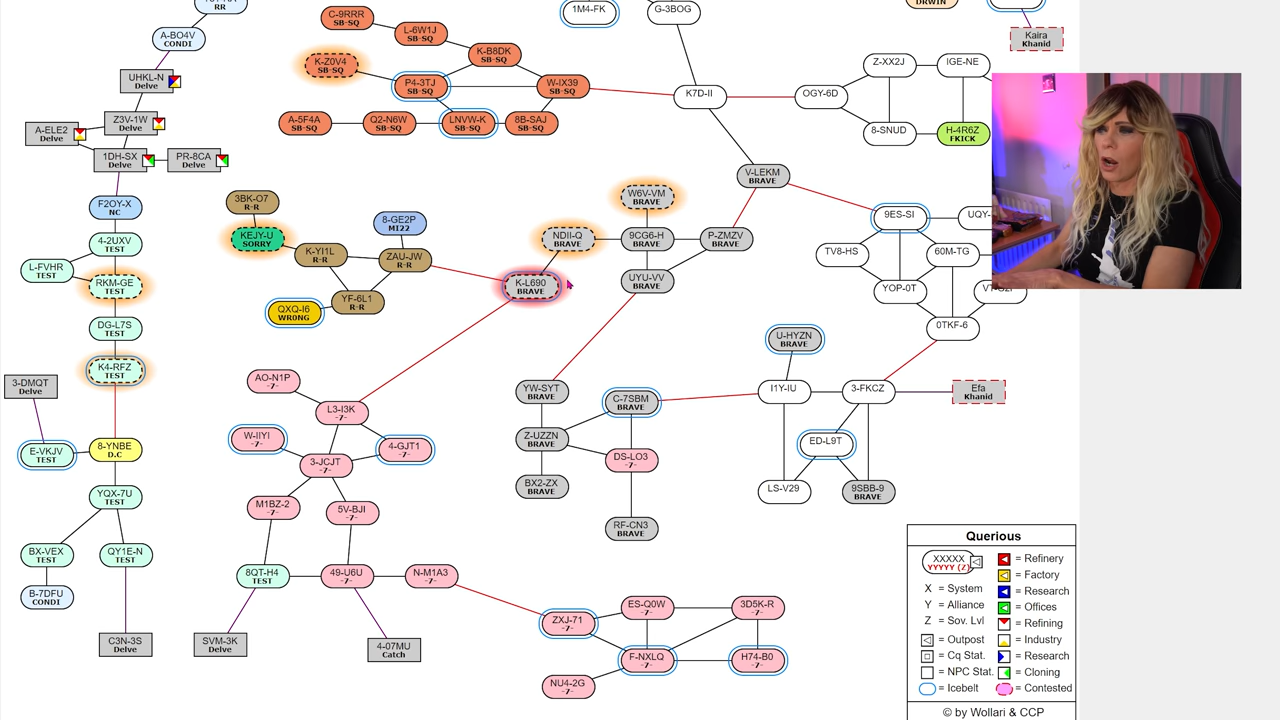 RR
A-BO4V
CONDI
UHKL-N
Delve
Z3V-1W
Delve
A-ELE2
Delve
1DH-SX
Delve
PR-8CA
Delve
F2OY-X
NC
4-2UXV
TEST
L-FVHR
TEST
RKM-GE
TEST
DG-L7S
TEST
K4-RFZ
TEST
3-DMQT
Delve
E-VKJV
TEST
8-YNBE
D.C
YQX-7U
TEST
BX-VEX
TEST
QY1E-N
TEST
B-7DFU
CONDI
C3N-3S
Delve
C-9RRR
SB-SQ
L-6W1J
SB-SQ
K-B8DK
SB-SQ
K-Z0V4
SB-SQ
P4-3TJ
SB-SQ
W-IX39
SB-SQ
A-5F4A
SB-SQ
Q2-N6W
SB-SQ
LNVW-K
SB-SQ
8B-SAJ
SB-SQ
1M4-FK
G-3BOG
K7D-II
DRWIN
Kaira
Khanid
Z-XX2J
IGE-NE
OGY-6D
8-SNUD
H-4R6Z
FKICK
V-LEKM
BRAVE
3BK-O7
R-R
KEJY-U
SORRY
8-GE2P
MI22
K-YI1L
R-R
ZAU-JW
R-R
QXQ-I6
WRONG
YF-6L1
R-R
W6V-VM
BRAVE
NDII-Q
BRAVE
9CG6-H
BRAVE
P-ZMZV
BRAVE
K-L690
BRAVE
UYU-VV
BRAVE
9ES-SI
UQY-
TV8-HS
60M-TG
YOP-0T
0TKF-6
U-HYZN
BRAVE
I1Y-IU
3-FKCZ
Efa
Khanid
ED-L9T
LS-V29
9SBB-9
BRAVE
YW-SYT
BRAVE
C-7SBM
BRAVE
Z-UZZN
BRAVE
DS-LO3
-7-
BX2-ZX
BRAVE
RF-CN3
BRAVE
AO-N1P
-7-
L3-I3K
-7-
W-IIYI
-7-
4-GJT1
-7-
3-JCJT
-7-
M1BZ-2
-7-
5V-BJI
-7-
8QT-H4
TEST
49-U6U
-7-
N-M1A3
-7-
SVM-3K
Delve
4-07MU
Catch
ZXJ-71
-7-
ES-Q0W
-7-
3D5K-R
-7-
F-NXLQ
-7-
H74-B0
-7-
NU4-2G
-7-
Querious
XXXXX
YYYYY (Z)
X = System
Y = Alliance
Z = Sov. Lvl
= Outpost
= Cq Stat.
= NPC Stat.
= Icebelt
= Refinery
= Factory
= Research
= Offices
= Refining
= Industry
= Research
= Cloning
= Contested
© by Wollari & CCP